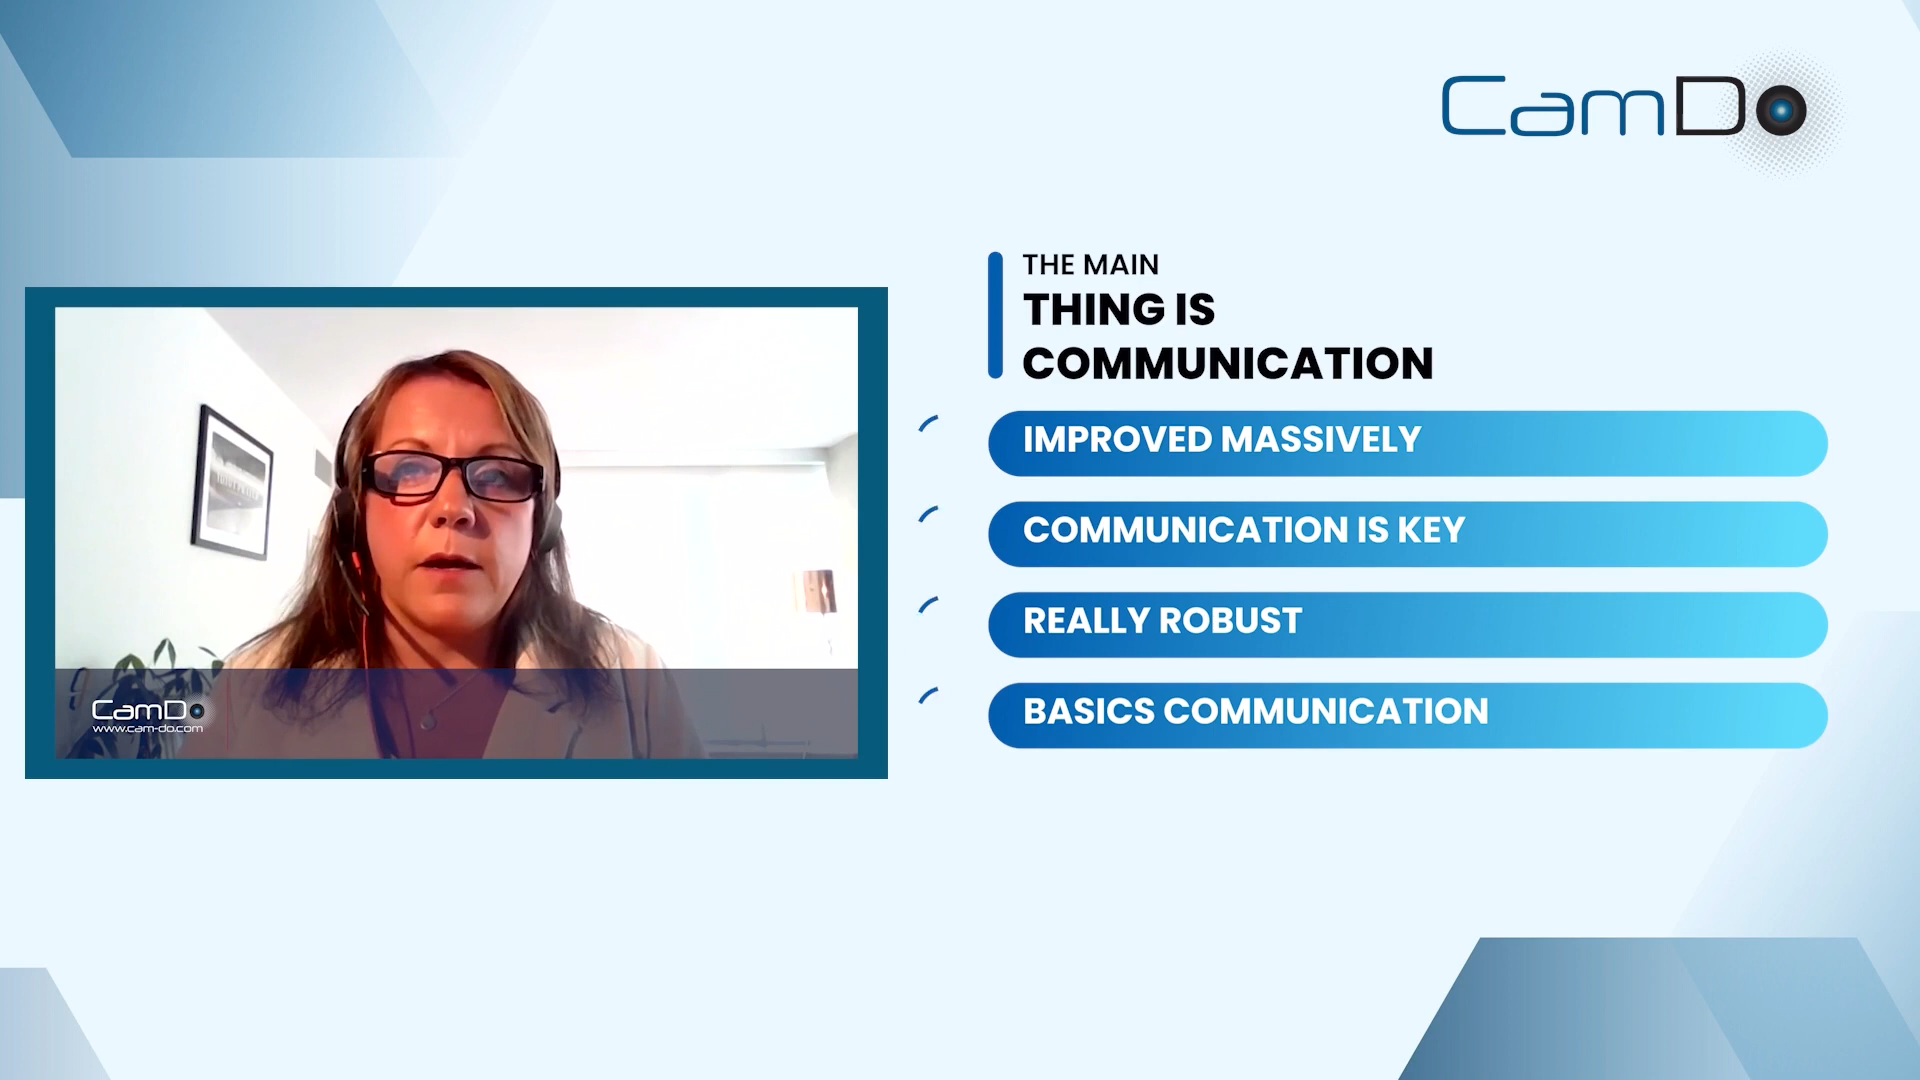 CamDo
THE MAIN
THING IS
COMMUNICATION
IMPROVED MASSIVELY
COMMUNICATION IS KEY
REALLY ROBUST
BASICS COMMUNICATION
CamDo
www.cam-do.com